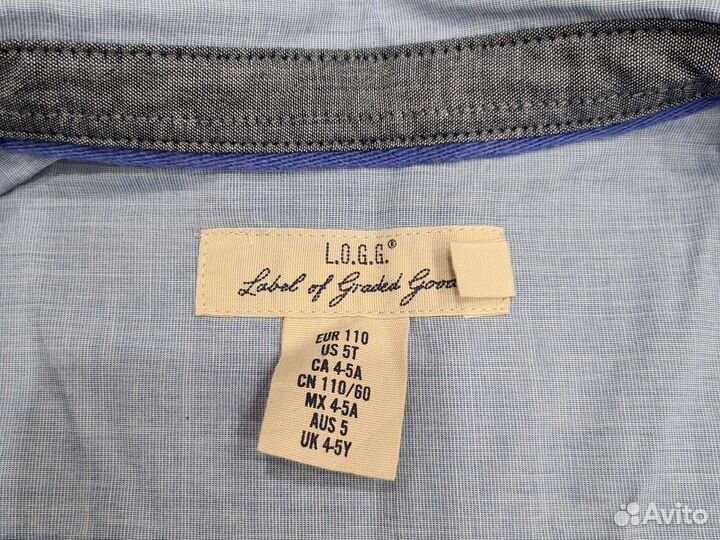 L.O.G.G.®
Label of Graded
EUR 110
US 5T
CA 4-5A
CN 110/60
MX 4-5A
AUS 5
UK 4-5Y
Avito